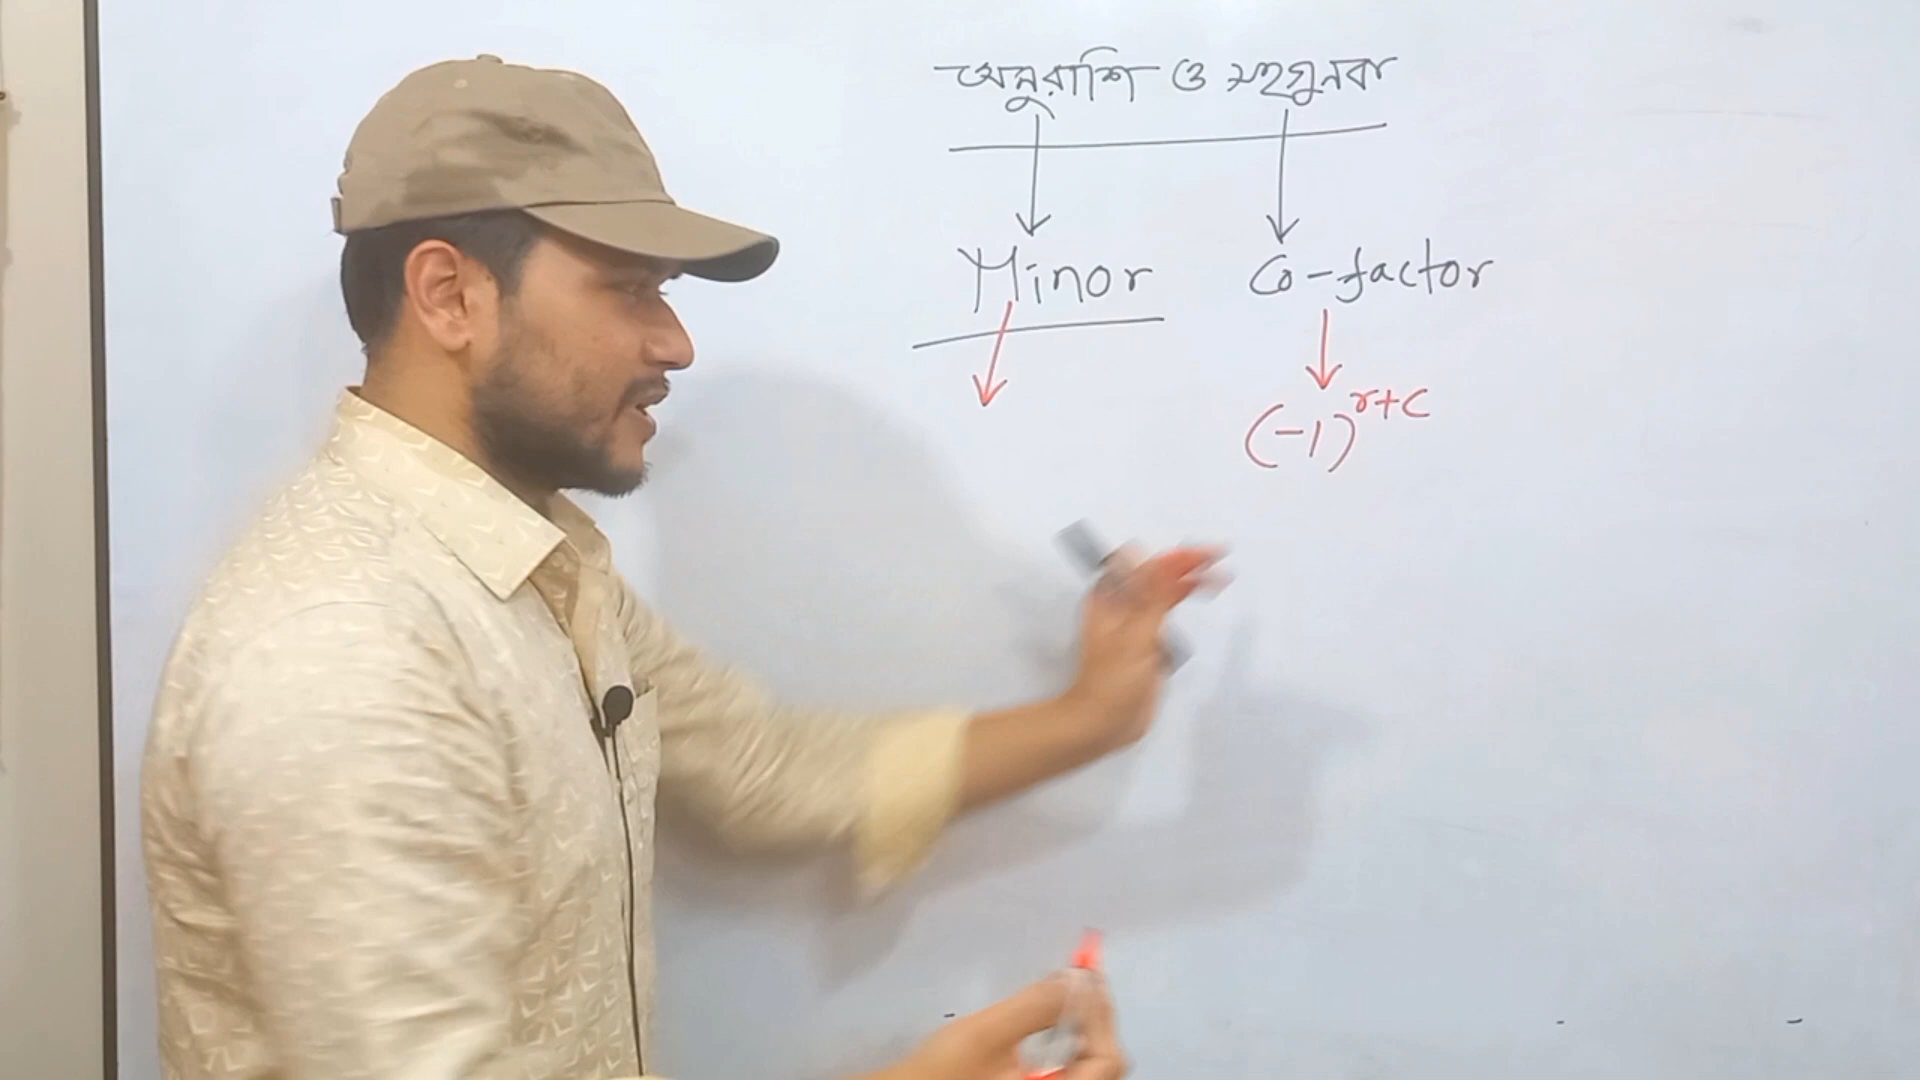 অনুরাশি ও সহগুনক
Minor Co-factor
(-1)^{r+c}